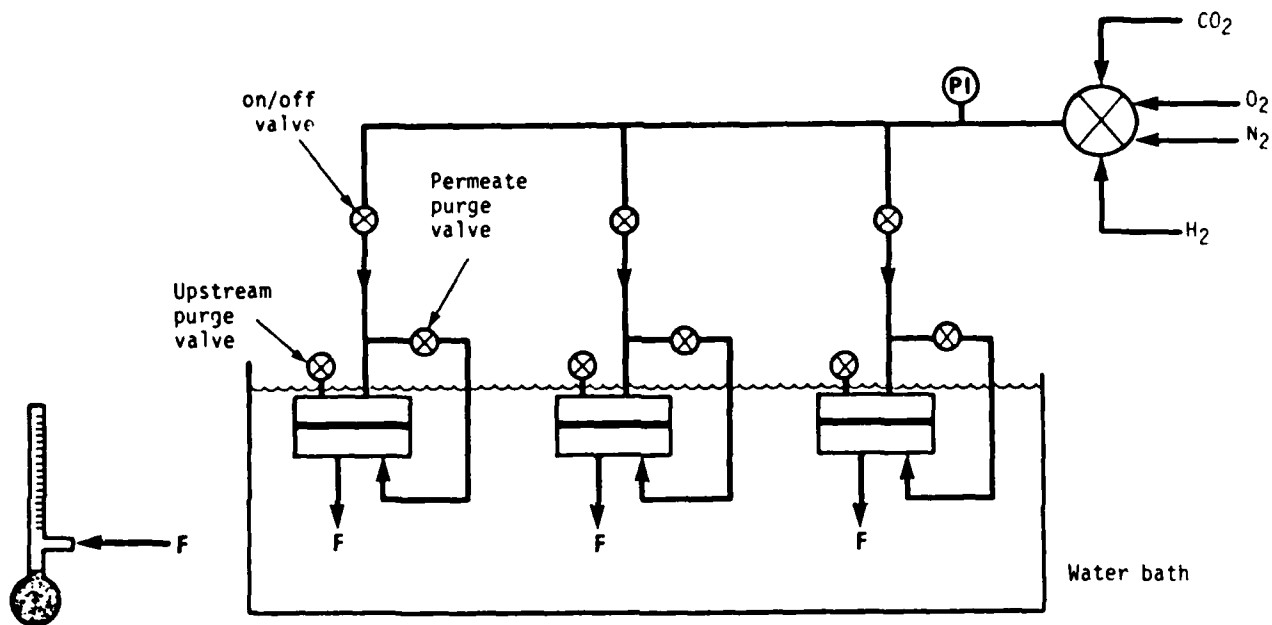 CO2
PI
O2
N2
H2
on/off
valve
Permeate
purge
valve
Upstream
purge
valve
F
F
F
F
Water bath